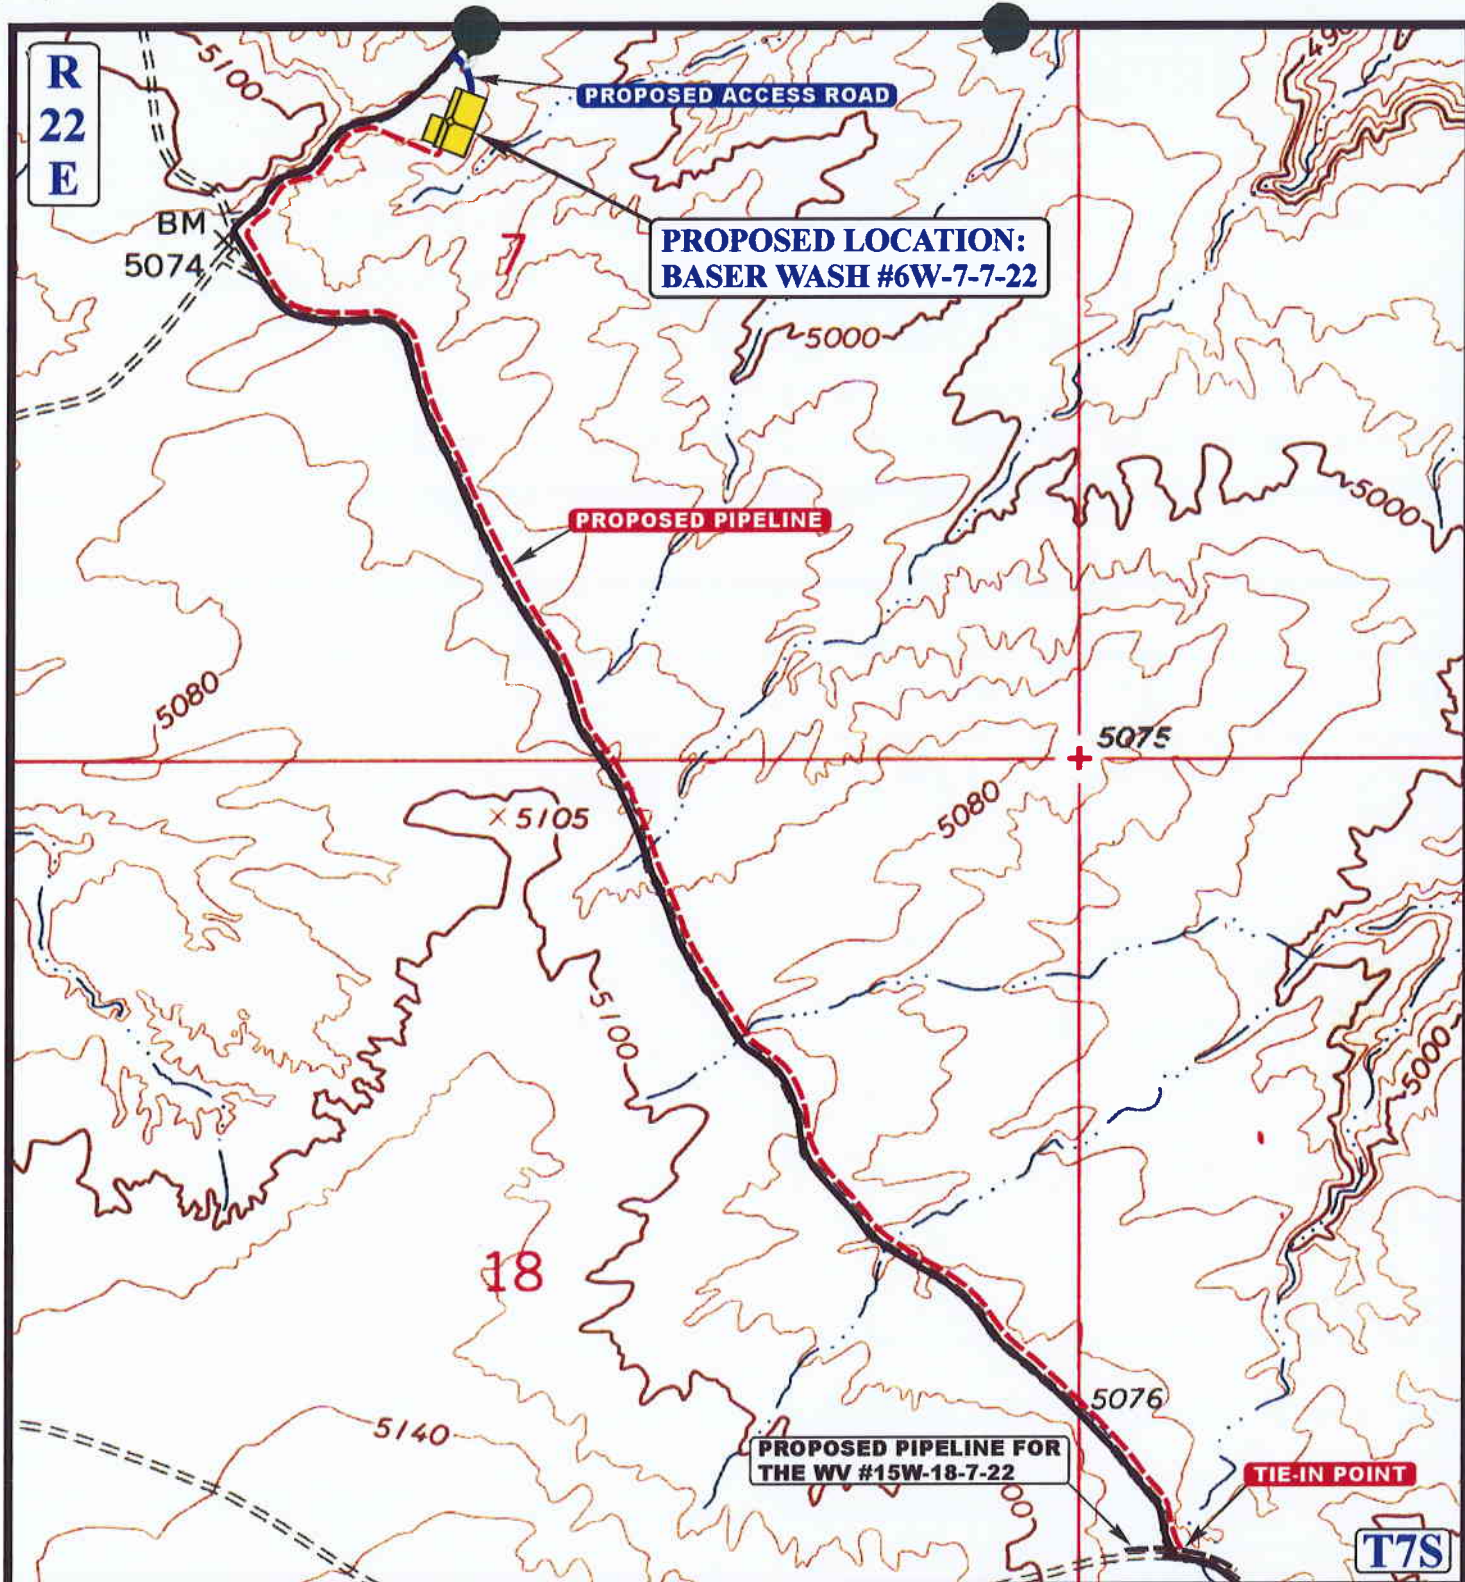 R
22
E
5100
490
PROPOSED ACCESS ROAD
BM
5074
7
PROPOSED LOCATION:
BASER WASH #6W-7-7-22
5000
5000
PROPOSED PIPELINE
5080
5075
5080
5105
5100
5000
18
5076
5140
PROPOSED PIPELINE FOR
THE WV #15W-18-7-22
00
TIE-IN POINT
T7S